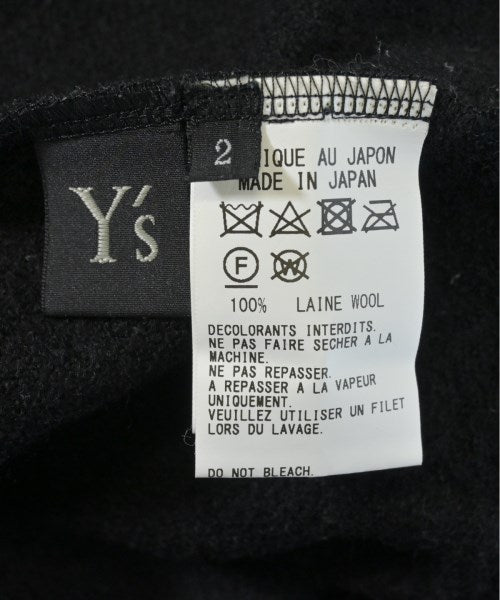 Y's
2
IQUE AU JAPON
MADE IN JAPAN
F W
100% LAINE WOOL
DECOLORANTS INTERDITS.
NE PAS FAIRE SECHER A LA
MACHINE.
NE PAS REPASSER.
A REPASSER A LA VAPEUR
UNIQUEMENT.
VEUILLEZ UTILISER UN FILET
LORS DU LAVAGE.
DO NOT BLEACH.